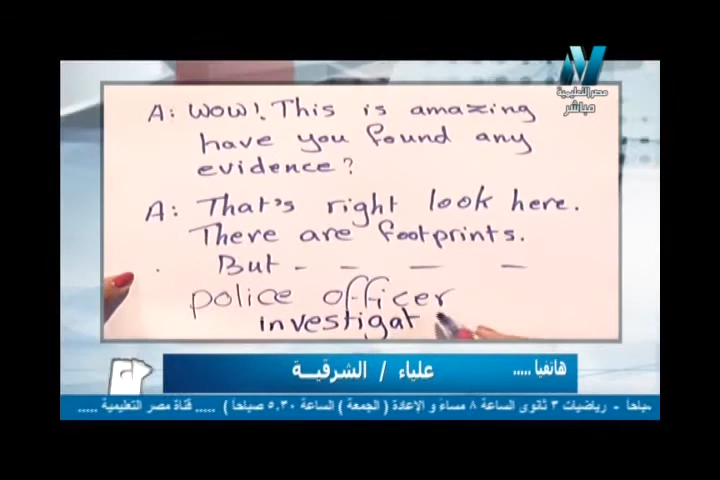 مصر التعليمية
مباشر
A: Wow! This is amazing
have you found any
evidence?
A: That's right look here.
There are footprints.
But - - - -
police officer
investigat
هاتفيا .....
علياء / الشرقيــة
صباحا - رياضيات ٣ ثانوى الساعة ٨ مساء و الإعادة ( الجمعة ) الساعة ٥,٣٠ صباحا ) ..... قناة مصر التعليمية .....